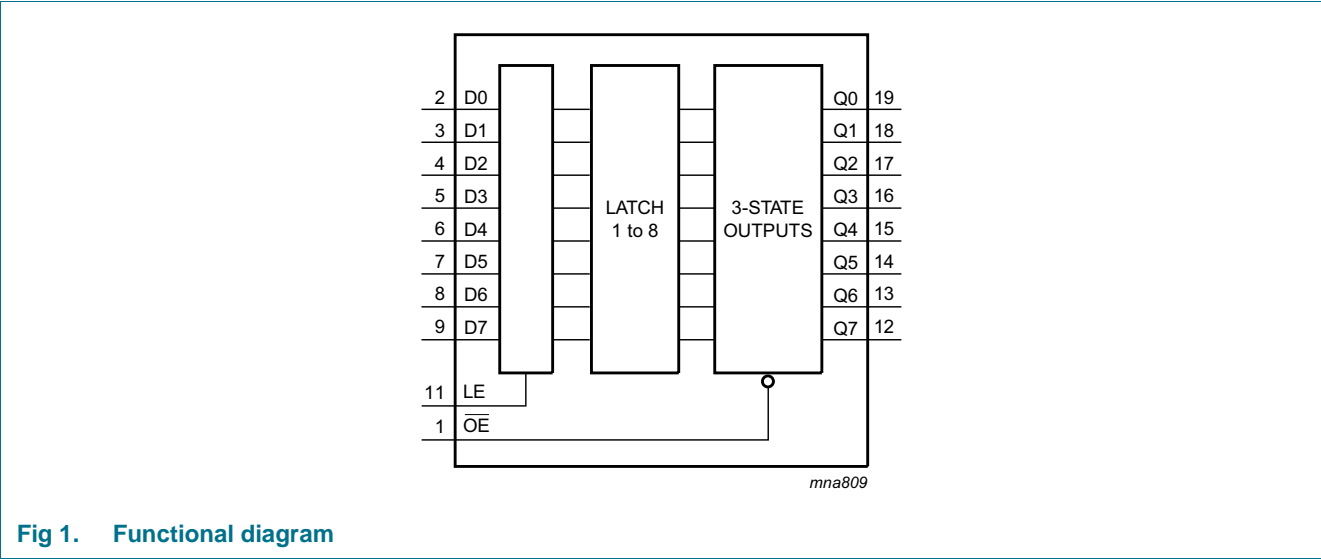 2 D0 Q0 19
3 D1 Q1 18
4 D2 Q2 17
5 D3 Q3 16
6 D4 Q4 15
7 D5 Q5 14
8 D6 Q6 13
9 D7 Q7 12
LATCH
1 to 8
3-STATE
OUTPUTS
11 LE
1 O̅E̅
mna809
Fig 1. Functional diagram